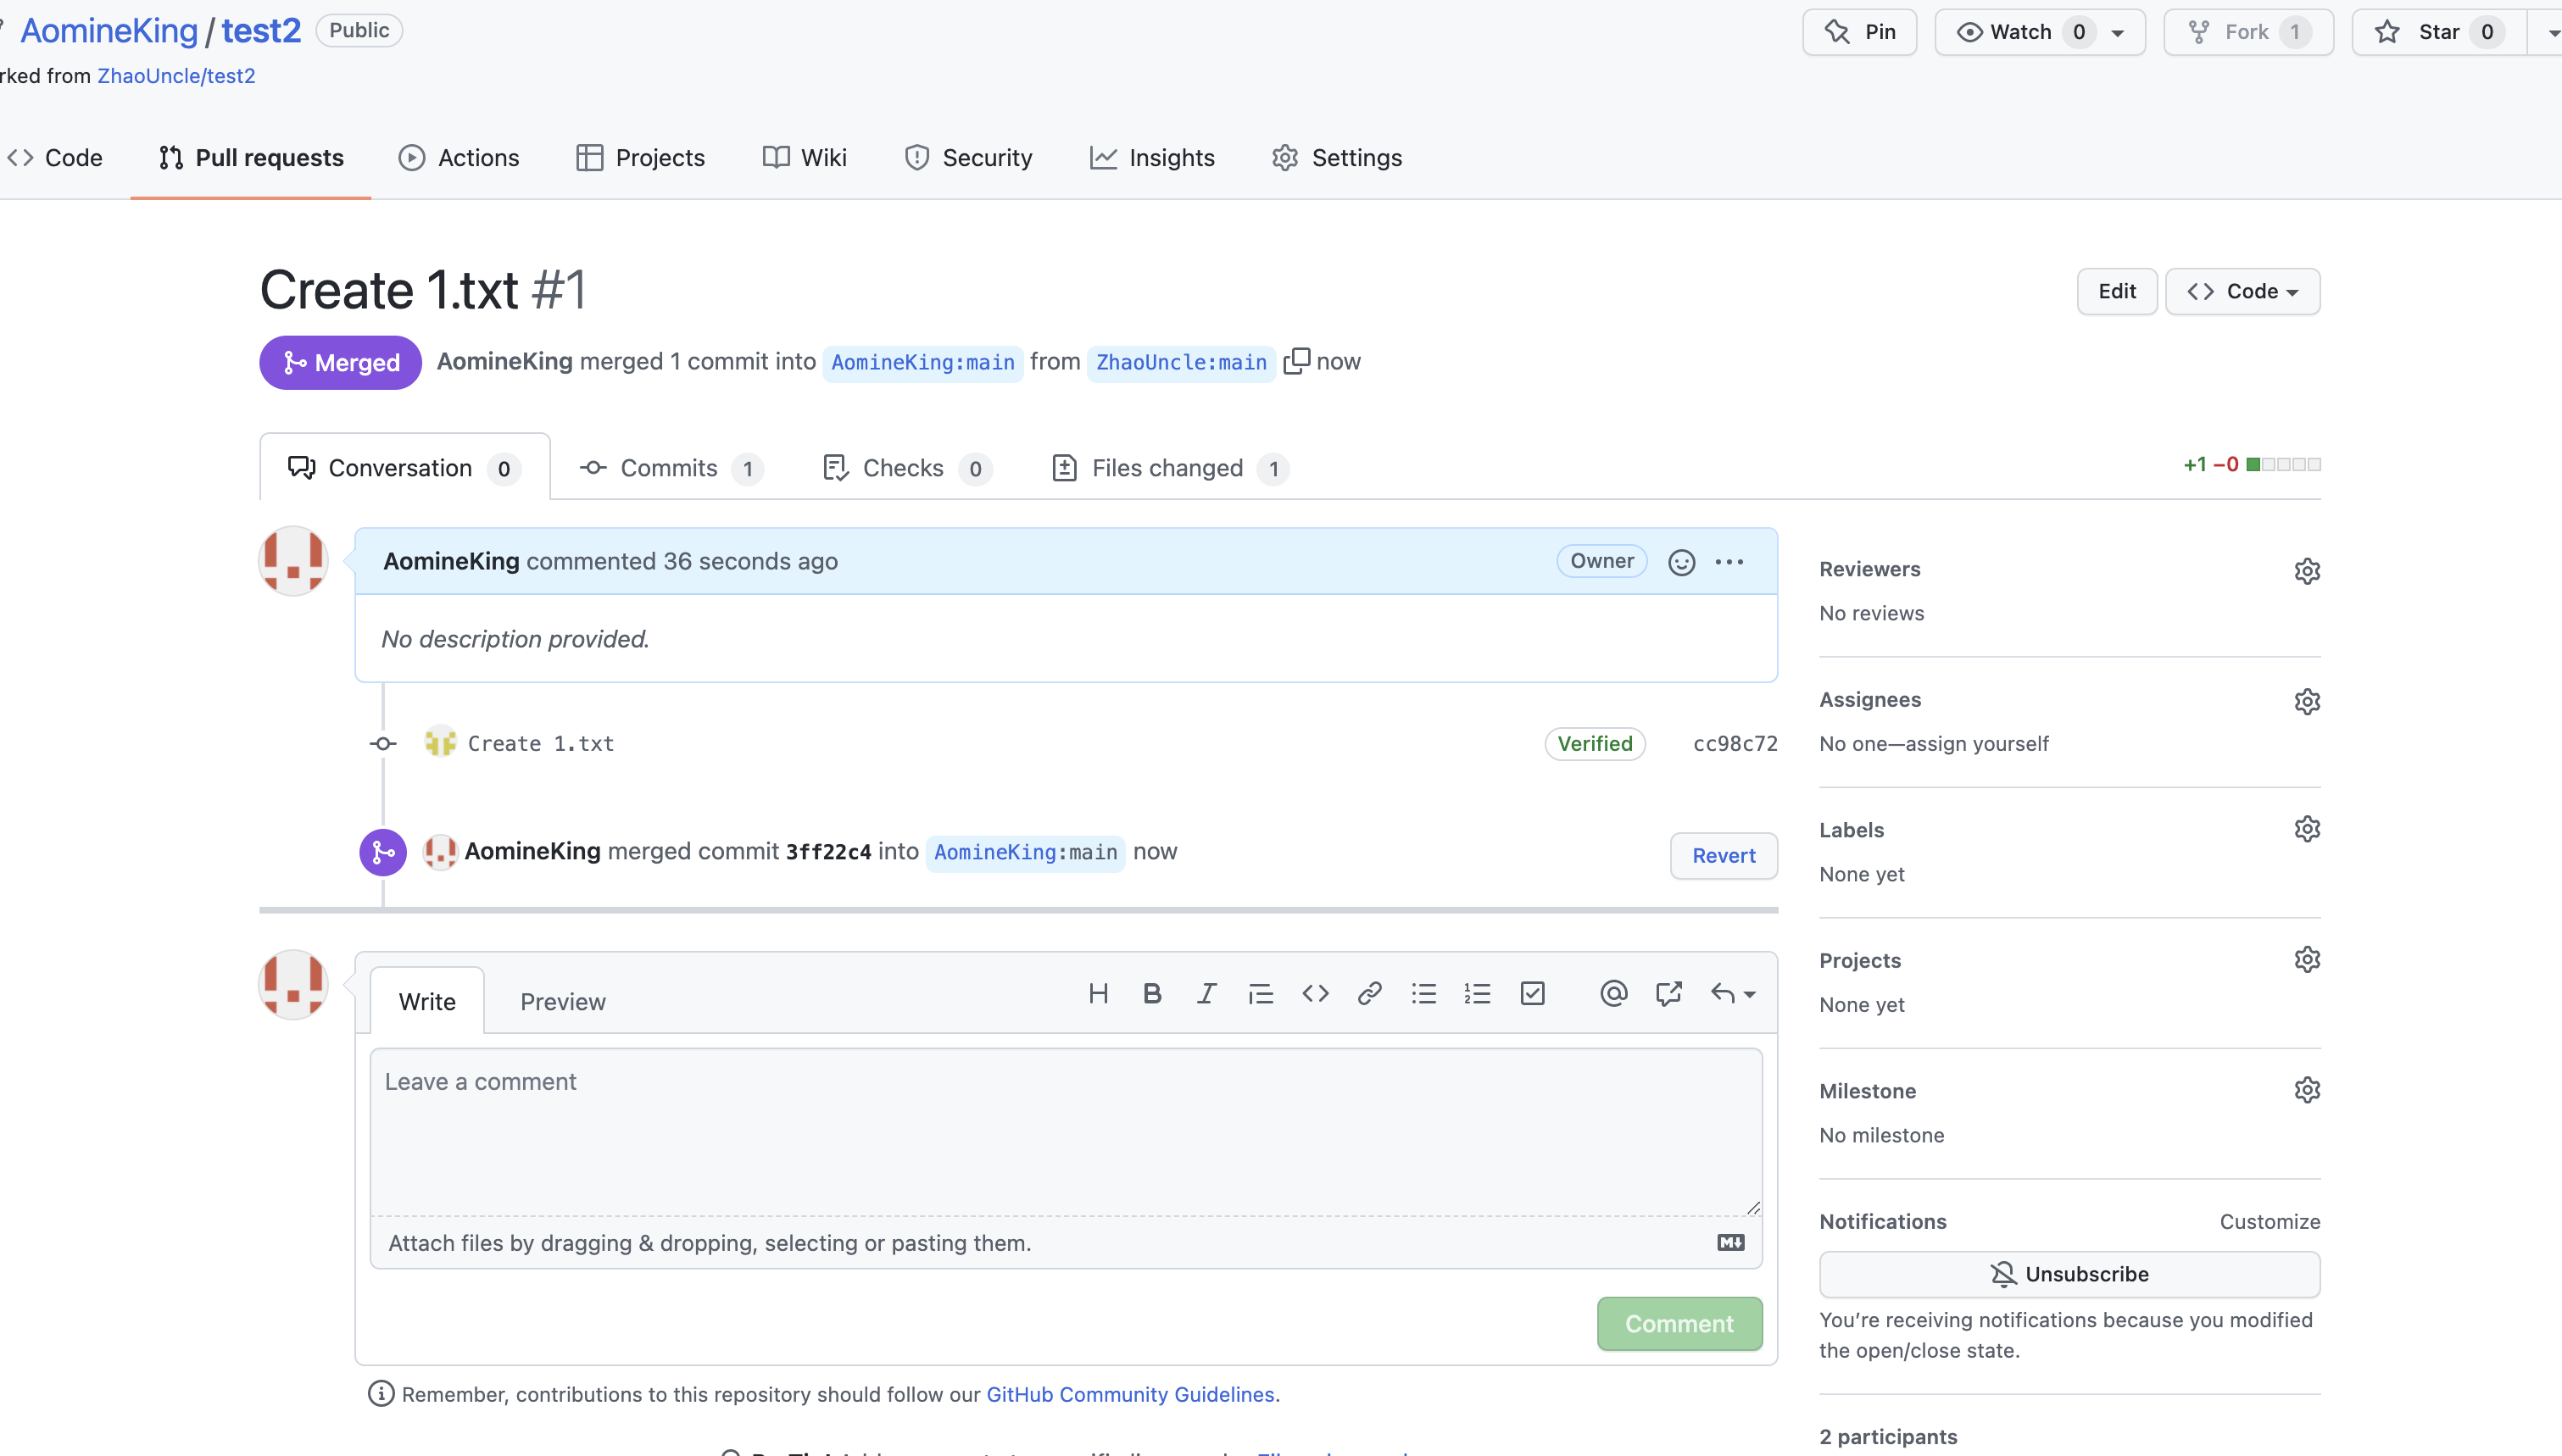 AomineKing / test2 Public
Pin
Watch 0
Fork 1
Star 0
rked from ZhaoUncle/test2
Code
Pull requests
Actions
Projects
Wiki
Security
Insights
Settings
Create 1.txt #1
Edit
Code
Merged
AomineKing merged 1 commit into AomineKing:main from ZhaoUncle:main now
Conversation 0
Commits 1
Checks 0
Files changed 1
+1 −0
AomineKing commented 36 seconds ago
Owner
No description provided.
Create 1.txt
Verified
cc98c72
AomineKing merged commit 3ff22c4 into AomineKing:main now
Revert
Write
Preview
Leave a comment
Attach files by dragging & dropping, selecting or pasting them.
Comment
Remember, contributions to this repository should follow our GitHub Community Guidelines.
Reviewers
No reviews
Assignees
No one—assign yourself
Labels
None yet
Projects
None yet
Milestone
No milestone
Notifications
Customize
Unsubscribe
You’re receiving notifications because you modified
the open/close state.
2 participants